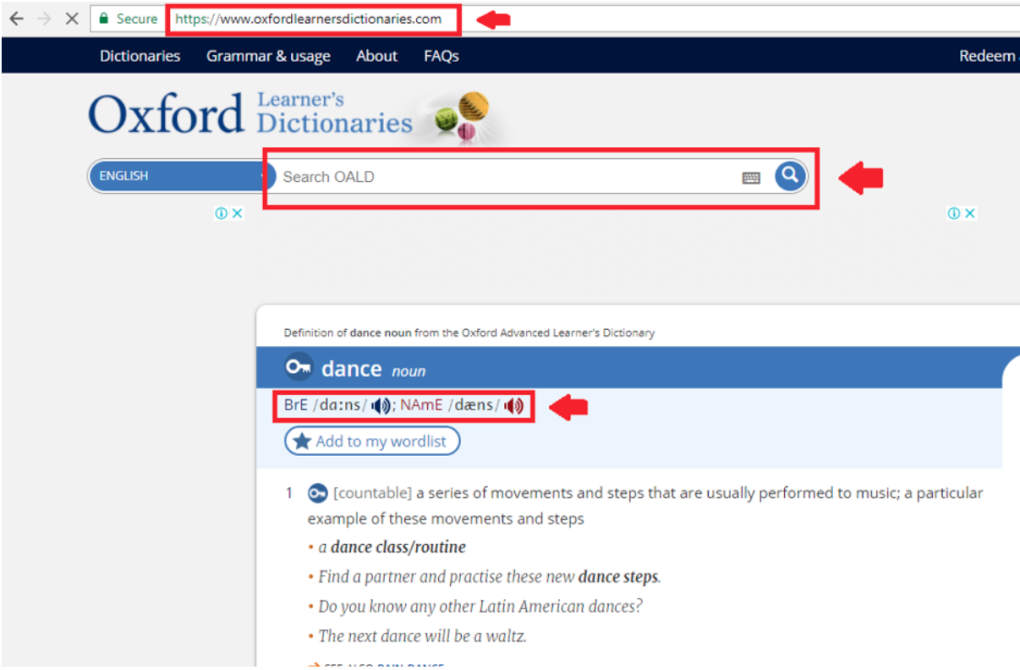 Secure https://www.oxfordlearnersdictionaries.com
Dictionaries Grammar & usage About FAQs Redeem
Oxford Learner's Dictionaries
ENGLISH Search OALD
Definition of dance noun from the Oxford Advanced Learner's Dictionary
dance noun
BrE /dɑːns/ ; NAmE /dæns/
Add to my wordlist
1 [countable] a series of movements and steps that are usually performed to music; a particular
example of these movements and steps
• a dance class/routine
• Find a partner and practise these new dance steps.
• Do you know any other Latin American dances?
• The next dance will be a waltz.
SEE ALSO RAIN DANCE